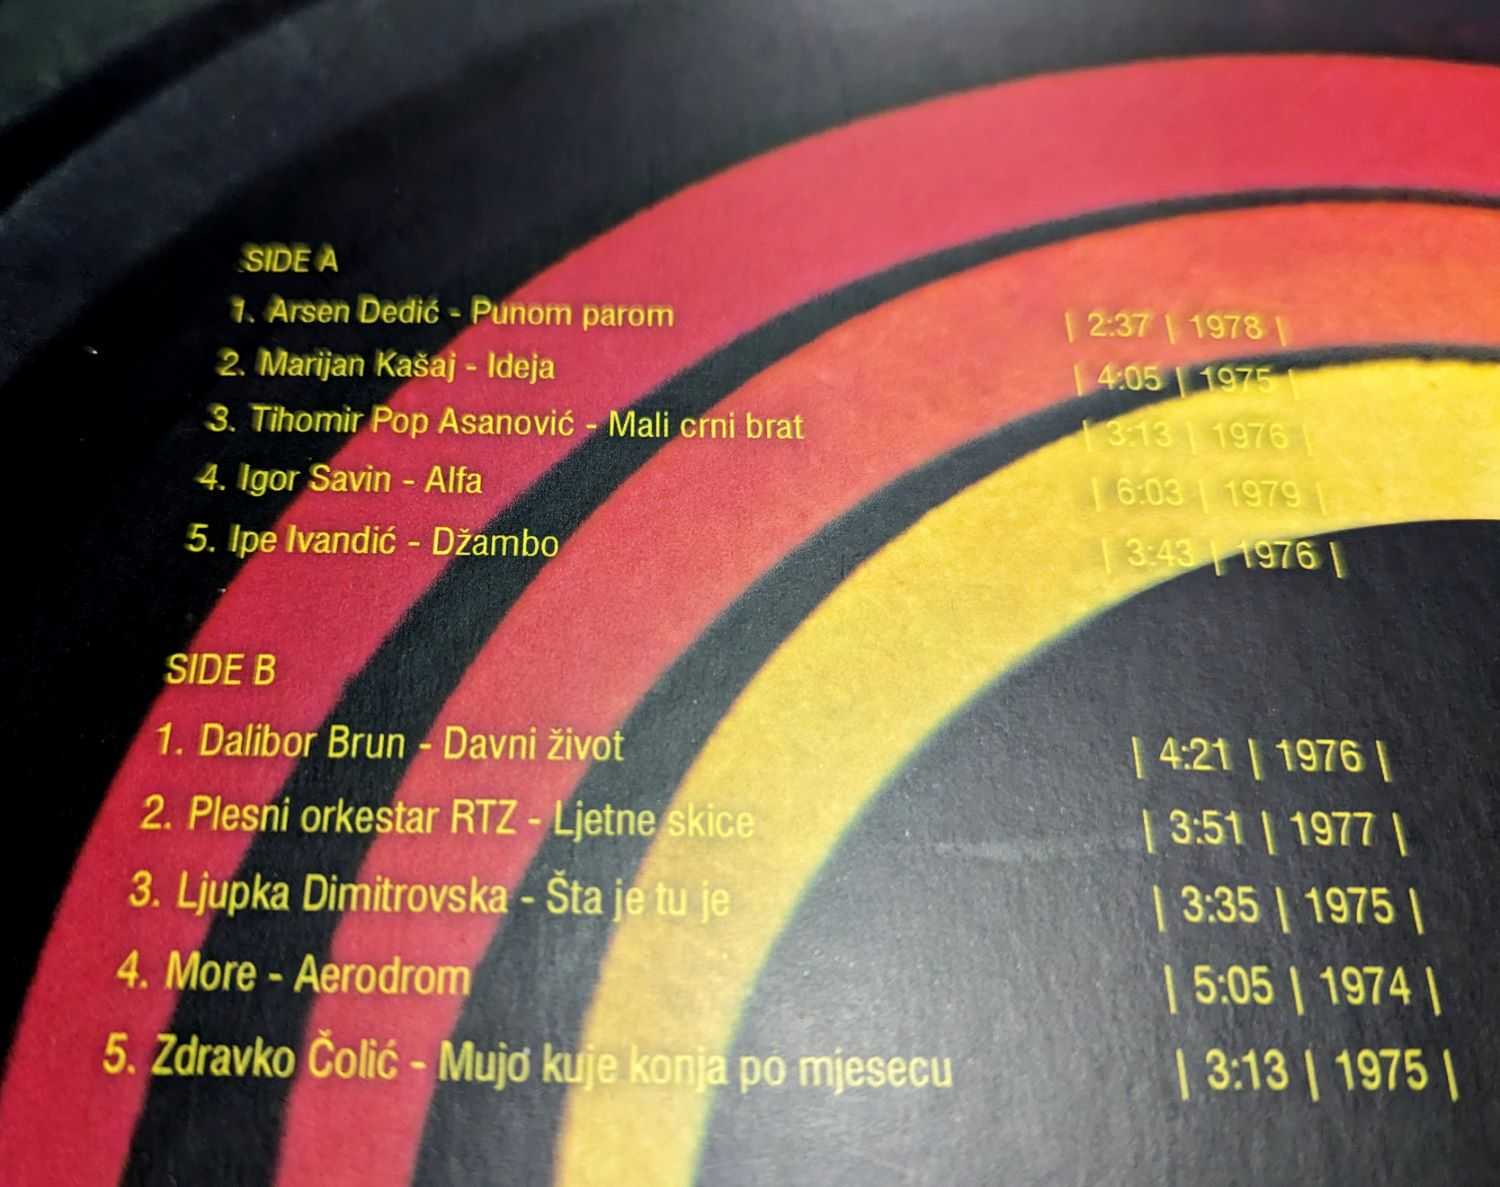 SIDE A
1. Arsen Dedić - Punom parom | 2:37 | 1978 |
2. Marijan Kašaj - Ideja | 4:05 | 1975 |
3. Tihomir Pop Asanović - Mali crni brat | 3:13 | 1976 |
4. Igor Savin - Alfa | 6:03 | 1979 |
5. Ipe Ivandić - Džambo | 3:43 | 1976 |
SIDE B
1. Dalibor Brun - Davni život | 4:21 | 1976 |
2. Plesni orkestar RTZ - Ljetne skice | 3:51 | 1977 |
3. Ljupka Dimitrovska - Šta je tu je | 3:35 | 1975 |
4. More - Aerodrom | 5:05 | 1974 |
5. Zdravko Čolić - Mujo kuje konja po mjesecu | 3:13 | 1975 |